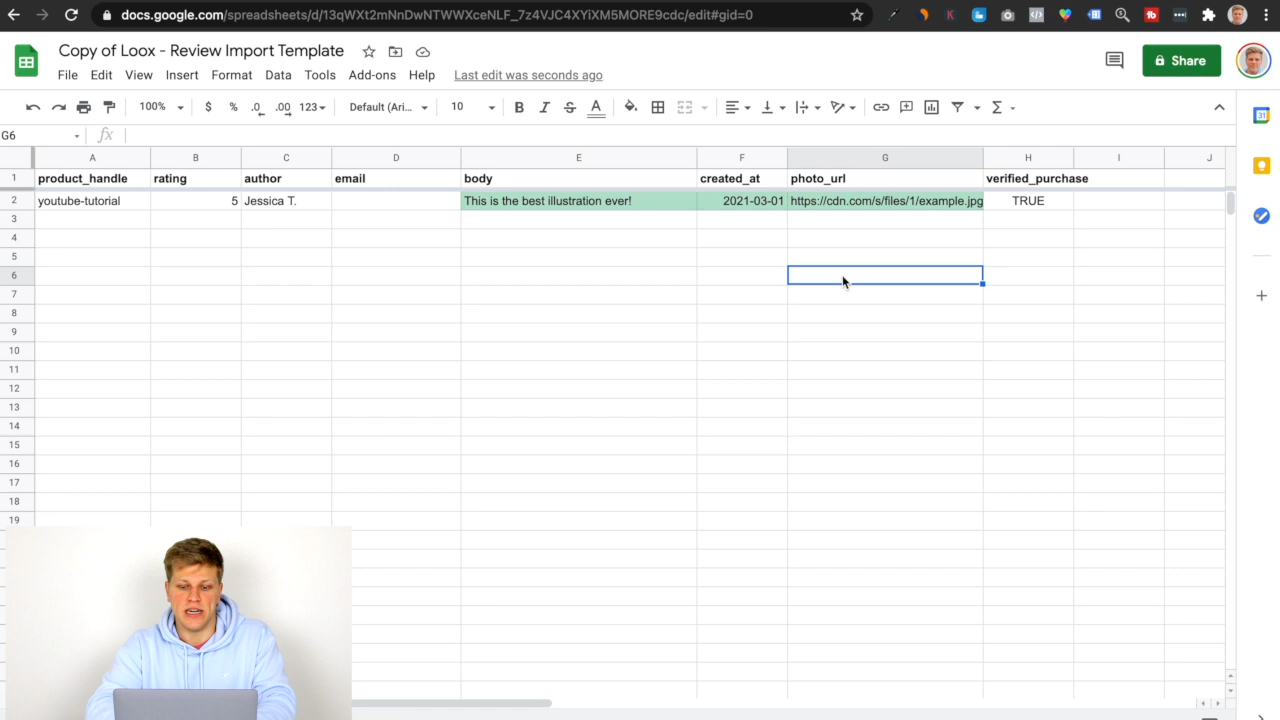 docs.google.com/spreadsheets/d/13qWXt2mNnDwNTWWXceNLF_7z4VJC4XYiXM5MORE9cdc/edit#gid=0
Copy of Loox - Review Import Template
File Edit View Insert Format Data Tools Add-ons Help Last edit was seconds ago
Share
100% $ % .0 .00 123 Default (Ari... 10 B I S A
G6 fx
A B C D E F G H I J
1 product_handle rating author email body created_at photo_url verified_purchase
2 youtube-tutorial 5 Jessica T. This is the best illustration ever! 2021-03-01 https://cdn.com/s/files/1/example.jpg TRUE
3
4
5
6
7
8
9
10
11
12
13
14
15
16
17
18
19